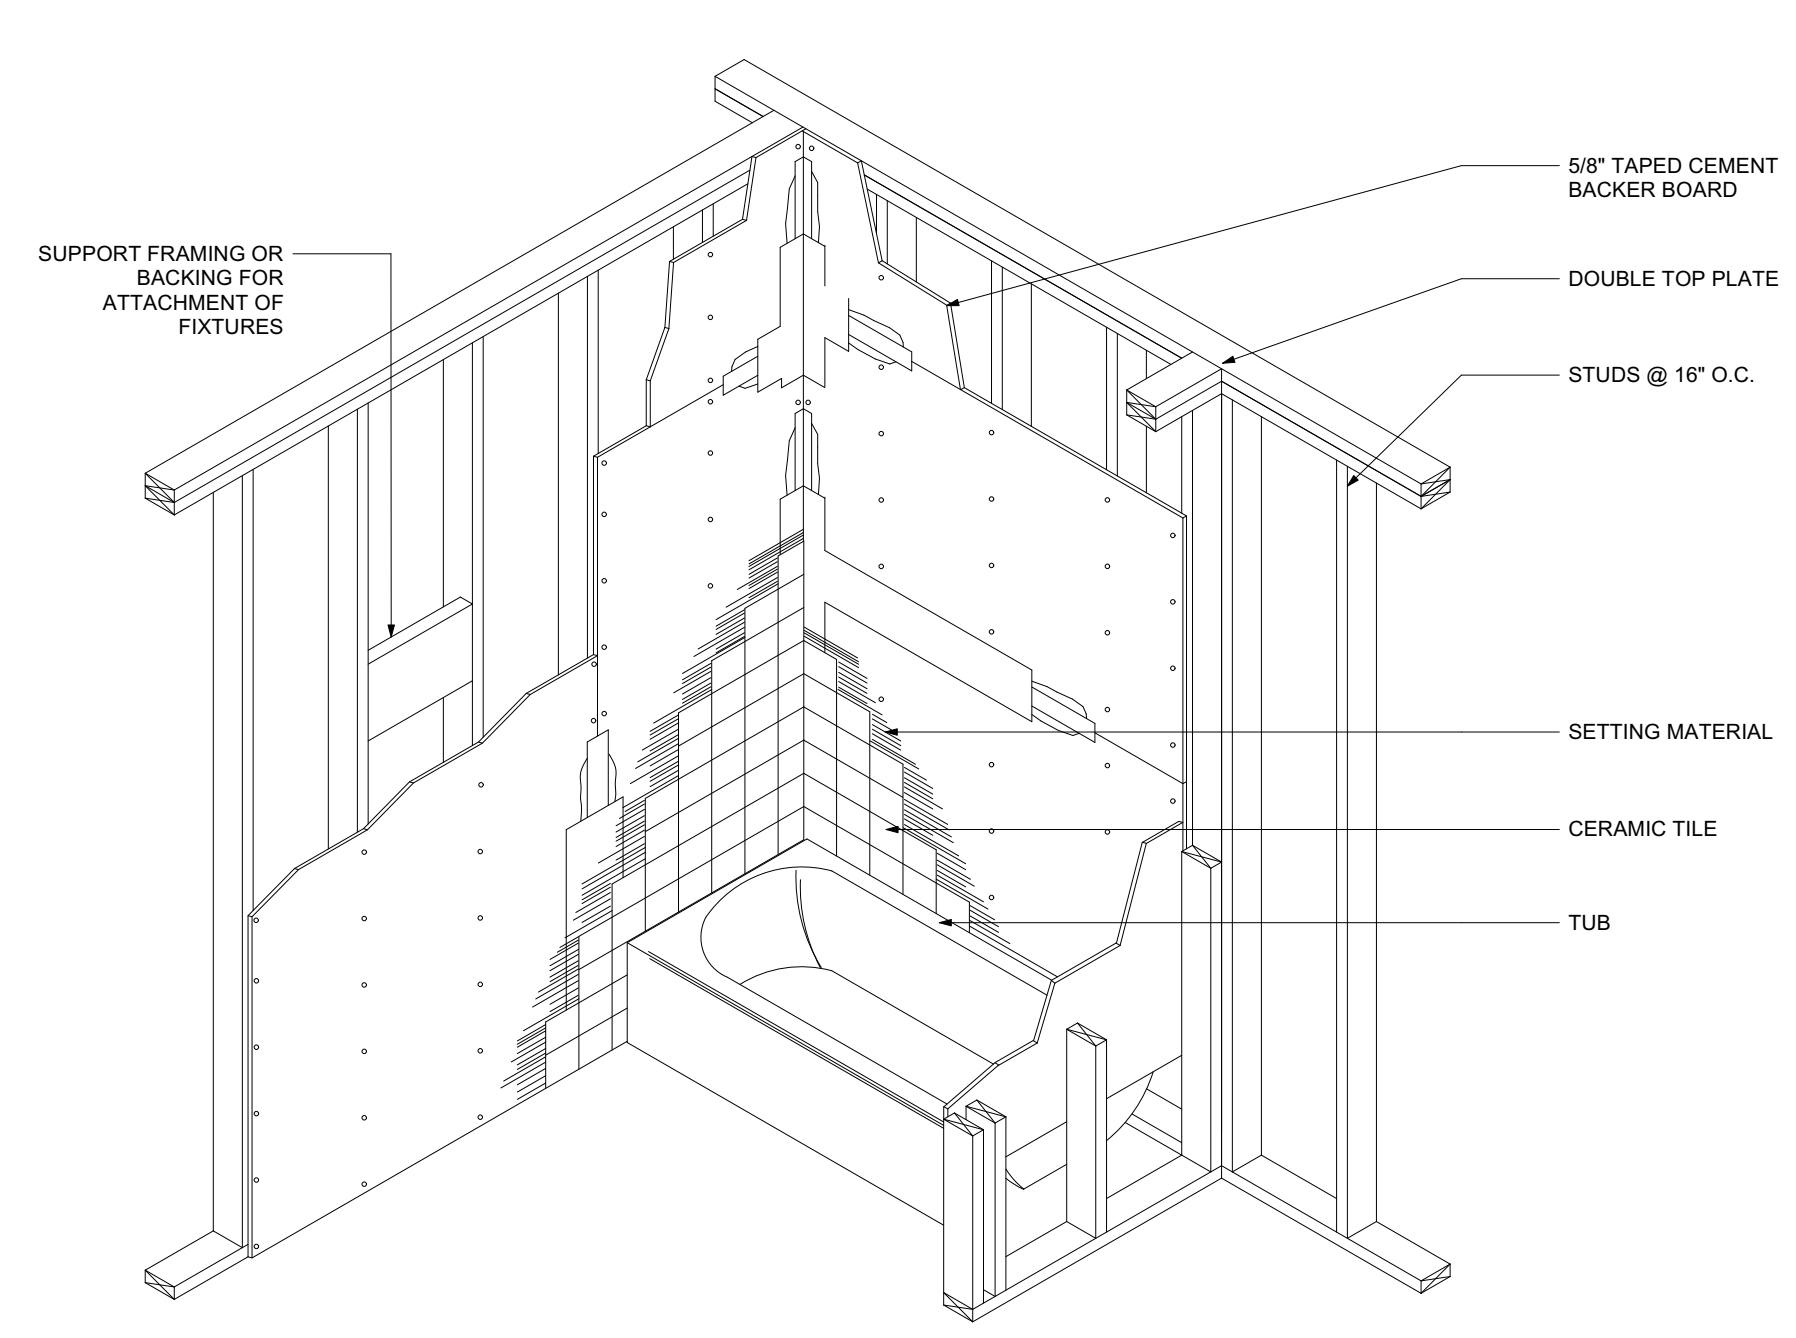 SUPPORT FRAMING OR
BACKING FOR
ATTACHMENT OF
FIXTURES
5/8" TAPED CEMENT
BACKER BOARD
DOUBLE TOP PLATE
STUDS @ 16" O.C.
SETTING MATERIAL
CERAMIC TILE
TUB